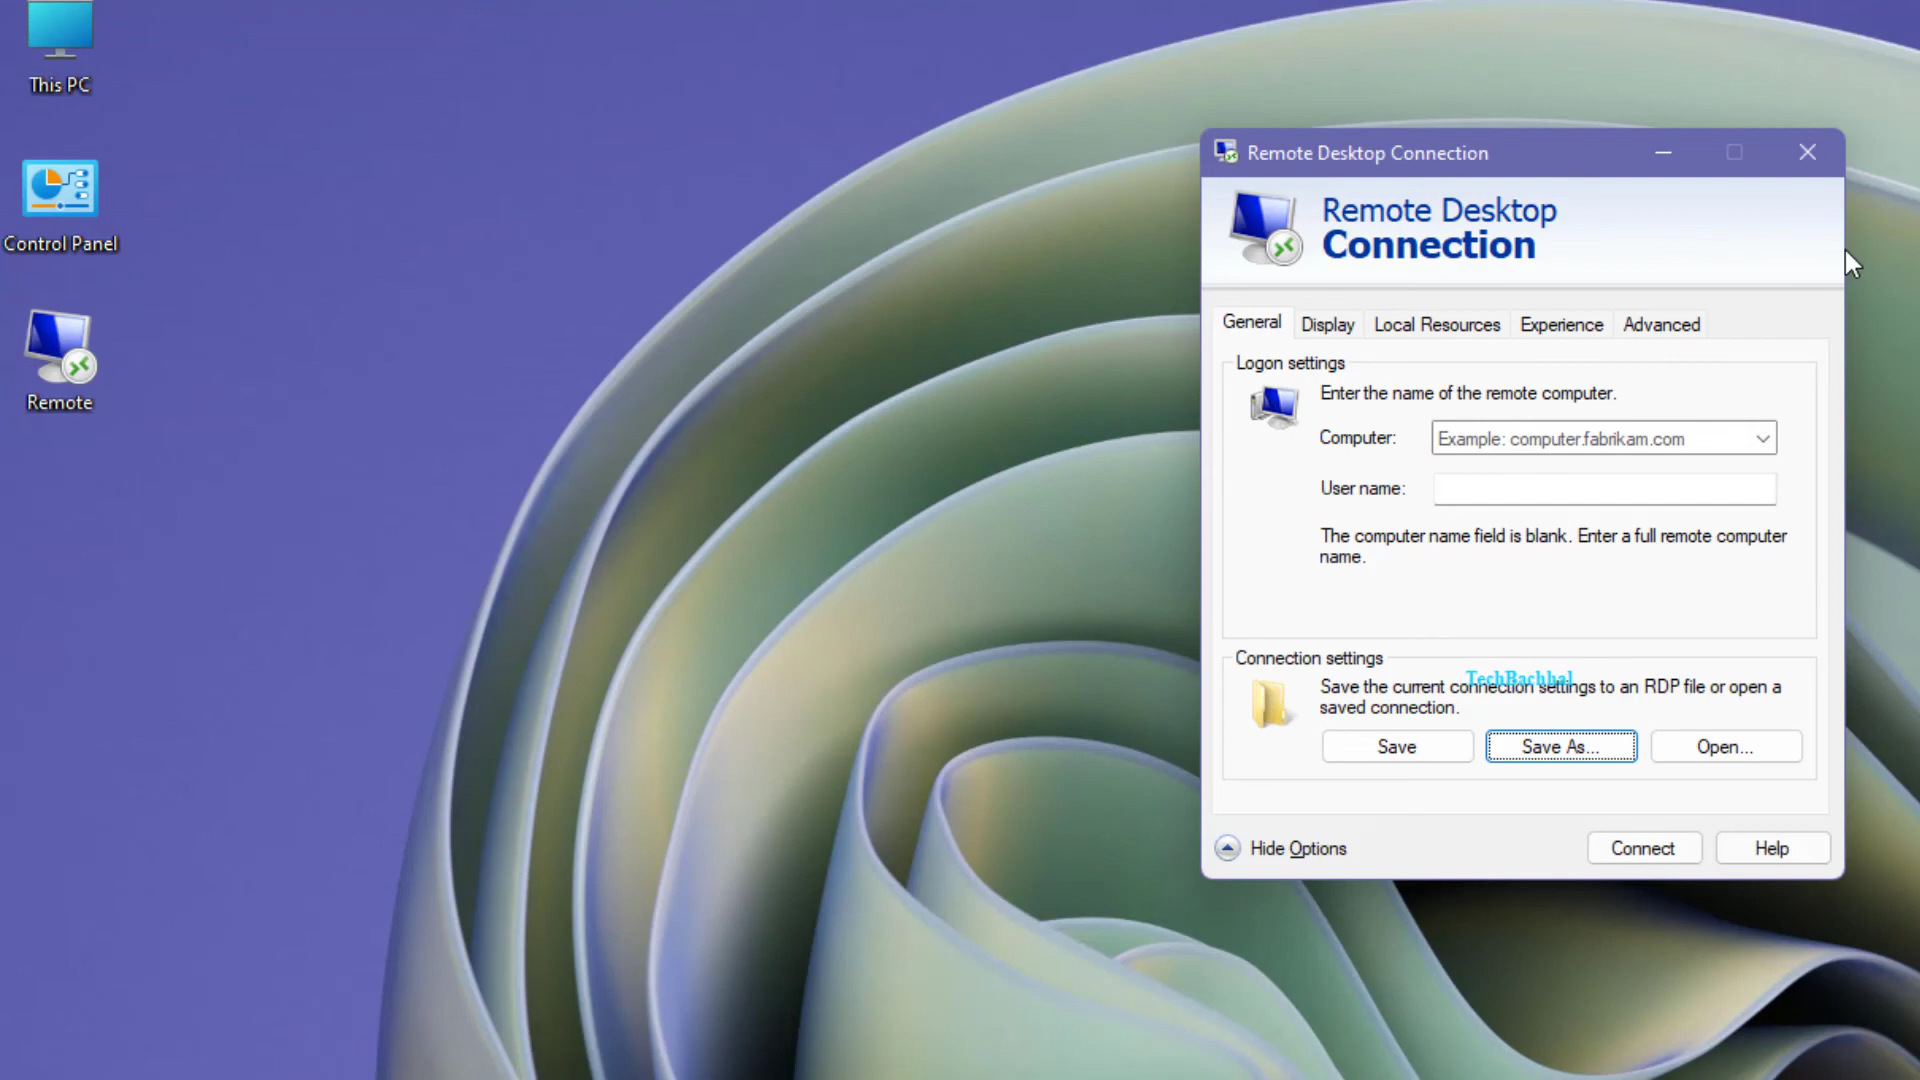 This PC
Control Panel
Remote
Remote Desktop Connection
Remote Desktop
Connection
General Display Local Resources Experience Advanced
Logon settings
Enter the name of the remote computer.
Computer: Example: computer.fabrikam.com
User name:
The computer name field is blank. Enter a full remote computer
name.
Connection settings
TechBachhal
Save the current connection settings to an RDP file or open a
saved connection.
Save Save As... Open...
Hide Options Connect Help